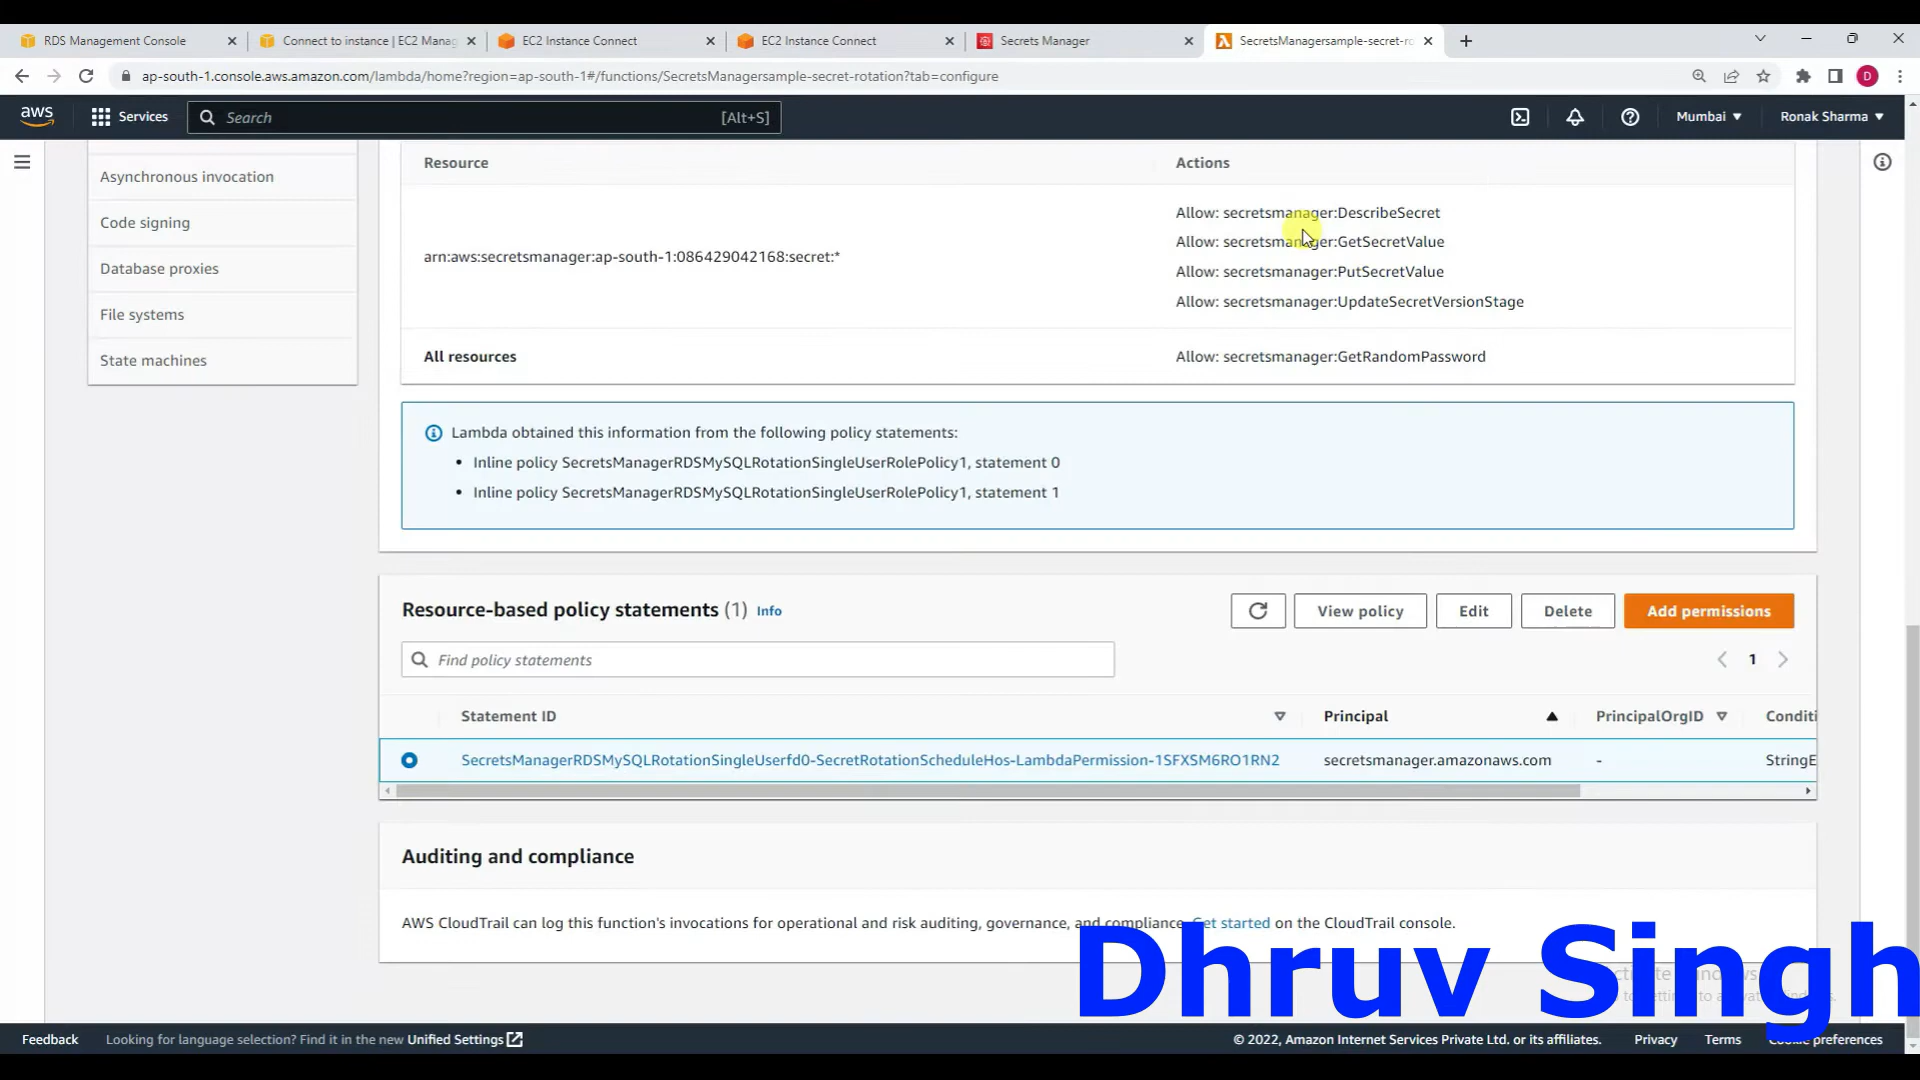 RDS Management Console
Connect to instance | EC2 Manag
EC2 Instance Connect
EC2 Instance Connect
Secrets Manager
SecretsManagersample-secret-ro
ap-south-1.console.aws.amazon.com/lambda/home?region=ap-south-1#/functions/SecretsManagersample-secret-rotation?tab=configure
D
aws
Services
Search
[Alt+S]
Mumbai
Ronak Sharma
Asynchronous invocation
Code signing
Database proxies
File systems
State machines
Resource
Actions
arn:aws:secretsmanager:ap-south-1:086429042168:secret:*
Allow: secretsmanager:DescribeSecret
Allow: secretsmanager:GetSecretValue
Allow: secretsmanager:PutSecretValue
Allow: secretsmanager:UpdateSecretVersionStage
All resources
Allow: secretsmanager:GetRandomPassword
Lambda obtained this information from the following policy statements:
• Inline policy SecretsManagerRDSMySQLRotationSingleUserRolePolicy1, statement 0
• Inline policy SecretsManagerRDSMySQLRotationSingleUserRolePolicy1, statement 1
Resource-based policy statements (1) Info
View policy
Edit
Delete
Add permissions
Find policy statements
1
Statement ID
Principal
PrincipalOrgID
Conditi
SecretsManagerRDSMySQLRotationSingleUserfd0-SecretRotationScheduleHos-LambdaPermission-1SFXSM6RO1RN2
secretsmanager.amazonaws.com
-
StringE
Auditing and compliance
AWS CloudTrail can log this function's invocations for operational and risk auditing, governance, and compliance. Get started on the CloudTrail console.
Dhruv Singh
Feedback
Looking for language selection? Find it in the new Unified Settings
© 2022, Amazon Internet Services Private Ltd. or its affiliates.
Privacy
Terms
Cookie preferences